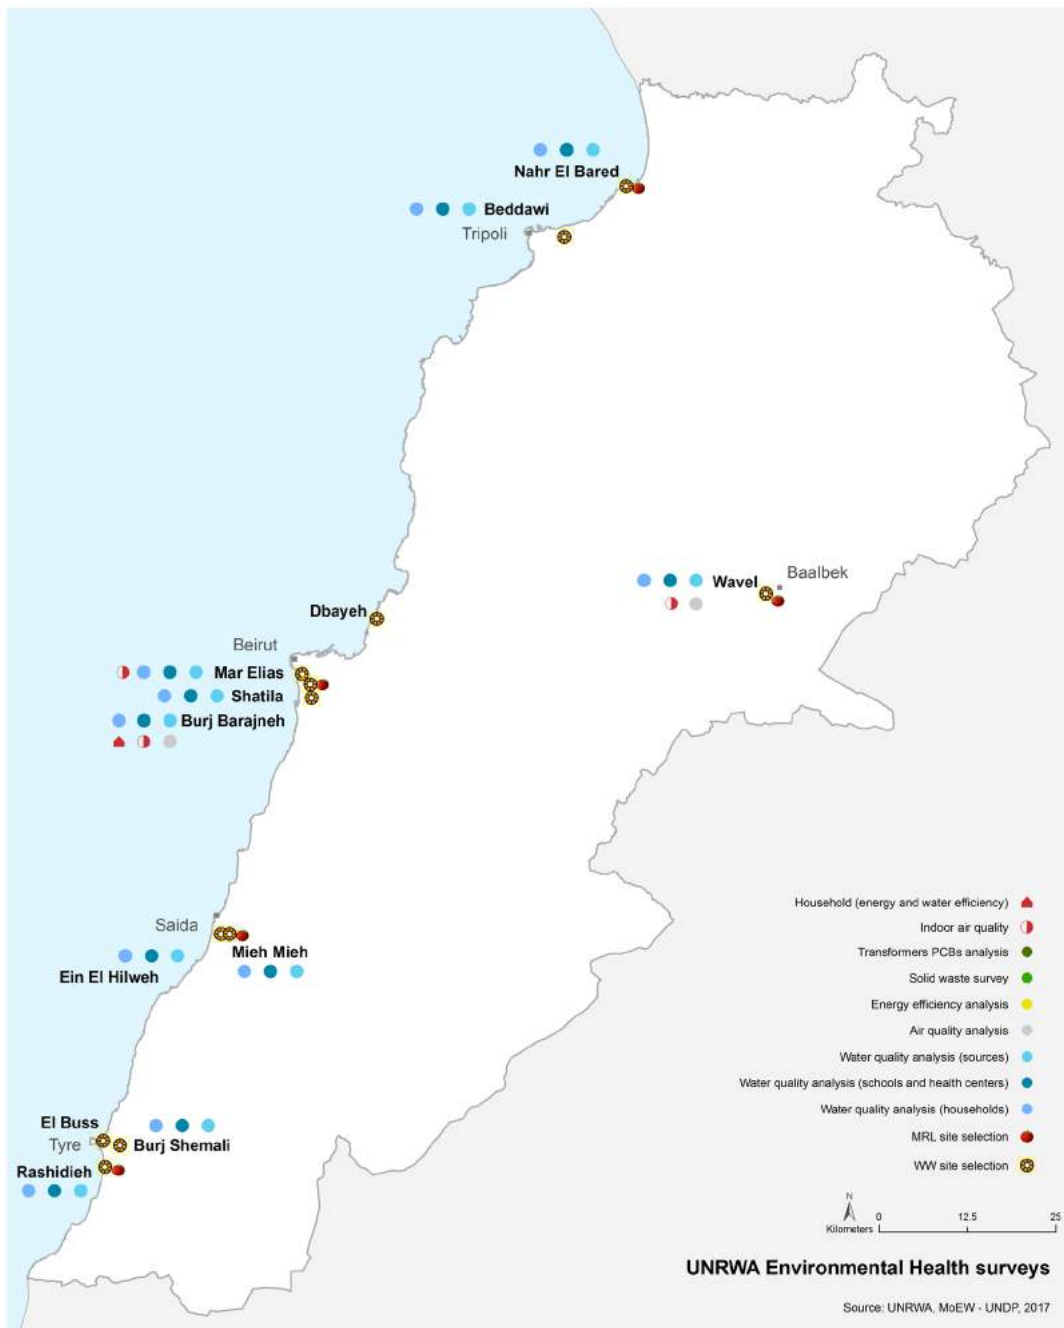 Nahr El Bared
Beddawi
Tripoli
Wavel
Baalbek
Dbayeh
Beirut
Mar Elias
Shatila
Burj Barajneh
Saida
Mieh Mieh
Ein El Hilweh
El Buss
Tyre
Burj Shemali
Rashidieh
Household (energy and water efficiency)
Indoor air quality
Transformers PCBs analysis
Solid waste survey
Energy efficiency analysis
Air quality analysis
Water quality analysis (sources)
Water quality analysis (schools and health centers)
Water quality analysis (households)
MRL site selection
WW site selection
N
Kilometers
0 12.5 25
UNRWA Environmental Health surveys
Source: UNRWA, MoEW - UNDP, 2017